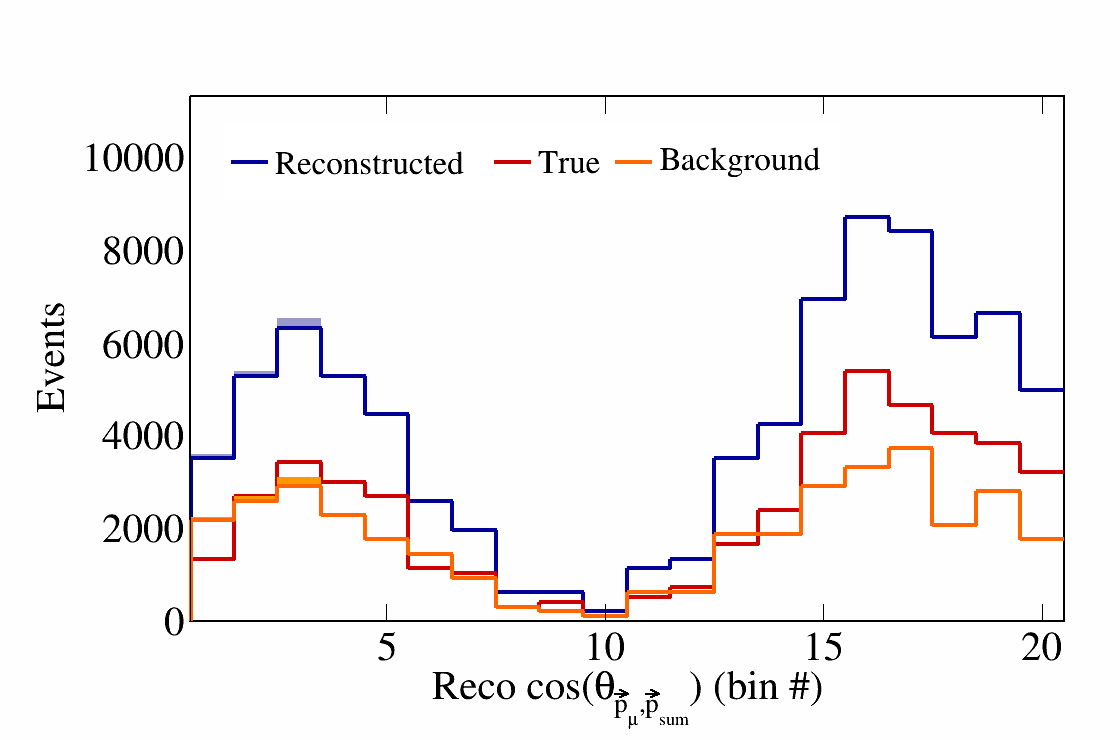 10000
8000
6000
4000
2000
0
Events
Reconstructed True Background
5 10 15 20
Reco cos(θp⃗μ,p⃗sum) (bin #)